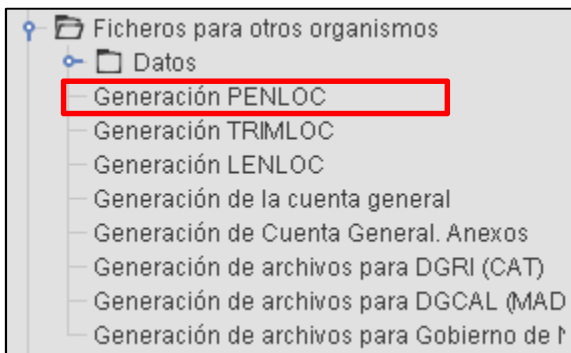 Ficheros para otros organismos
Datos
Generación PENLOC
Generación TRIMLOC
Generación LENLOC
Generación de la cuenta general
Generación de Cuenta General. Anexos
Generación de archivos para DGRI (CAT)
Generación de archivos para DGCAL (MAD
Generación de archivos para Gobierno de